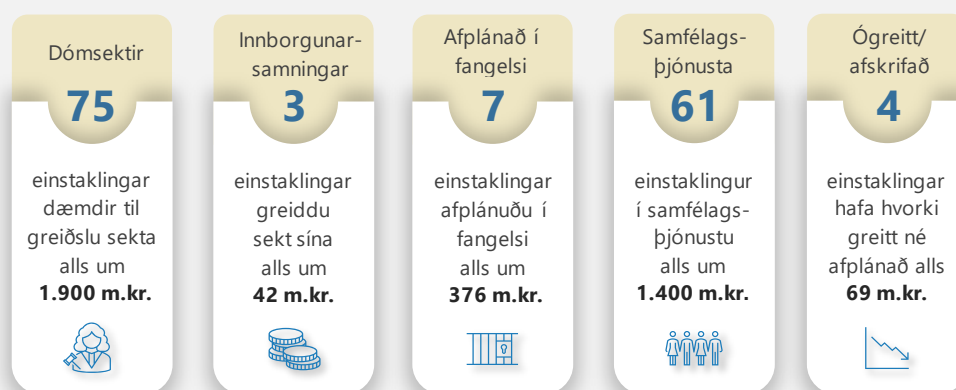 Dómsektir
75
einstaklingar
dæmdir til
greiðslu sekta
alls um
1.900 m.kr.
Innborgunar-
samningar
3
einstaklingar
greiddu
sekt sína
alls um
42 m.kr.
Afplánað í
fangelsi
7
einstaklingar
afplánuðu í
fangelsi
alls um
376 m.kr.
Samfélags-
þjónusta
61
einstaklingur
í samfélags-
þjónustu
alls um
1.400 m.kr.
Ógreitt/
afskrifað
4
einstaklingar
hafa hvorki
greitt né
afplánað alls
69 m.kr.